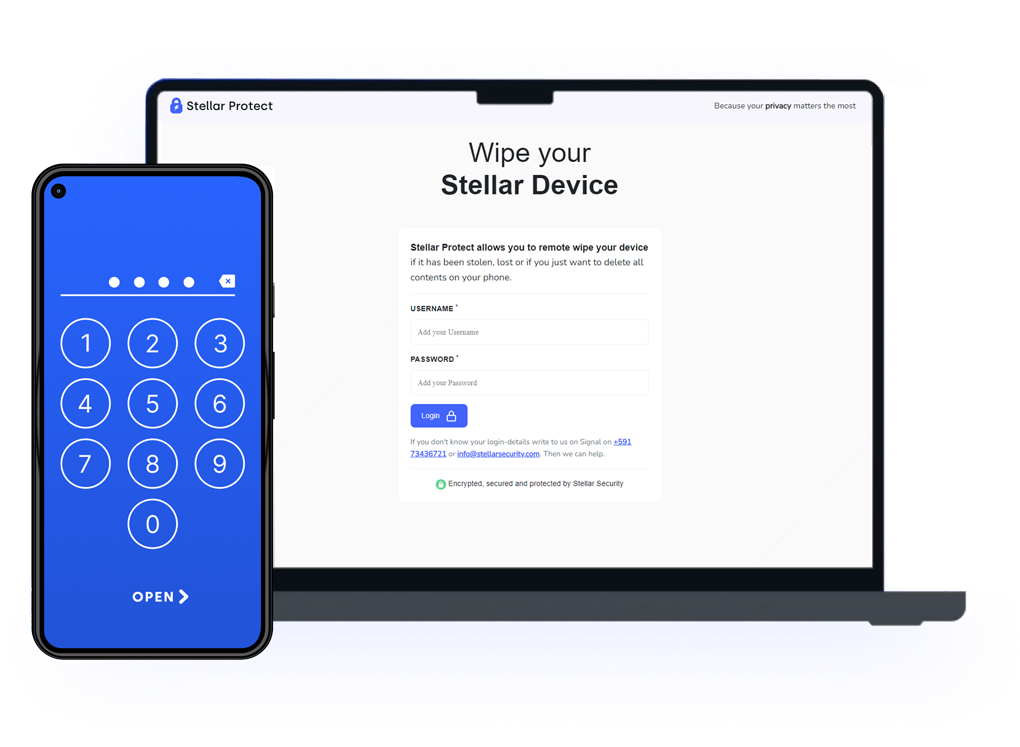 Stellar Protect
Because your privacy matters the most
Wipe your
Stellar Device
Stellar Protect allows you to remote wipe your device
if it has been stolen, lost or if you just want to delete all
contents on your phone.
USERNAME *
Add your Username
PASSWORD *
Add your Password
Login
If you don't know your login-details write to us on Signal on +591
73436721 or info@stellarsecurity.com. Then we can help.
Encrypted, secured and protected by Stellar Security
1 2 3
4 5 6
7 8 9
0
OPEN